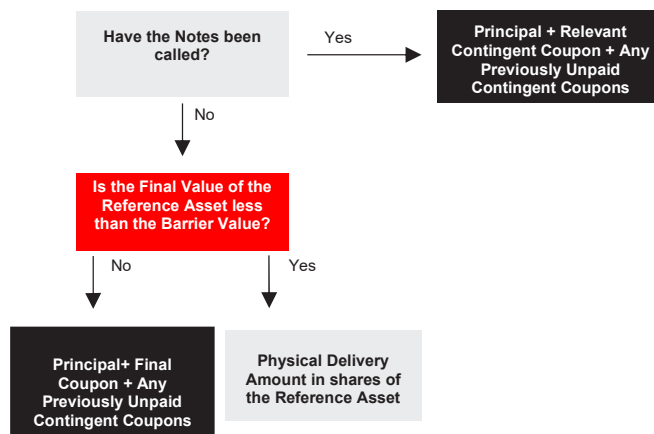 Have the Notes been
called?
Yes
Principal + Relevant
Contingent Coupon + Any
Previously Unpaid
Contingent Coupons
No
Is the Final Value of the
Reference Asset less
than the Barrier Value?
No
Yes
Principal+ Final
Coupon + Any
Previously Unpaid
Contingent Coupons
Physical Delivery
Amount in shares of
the Reference Asset